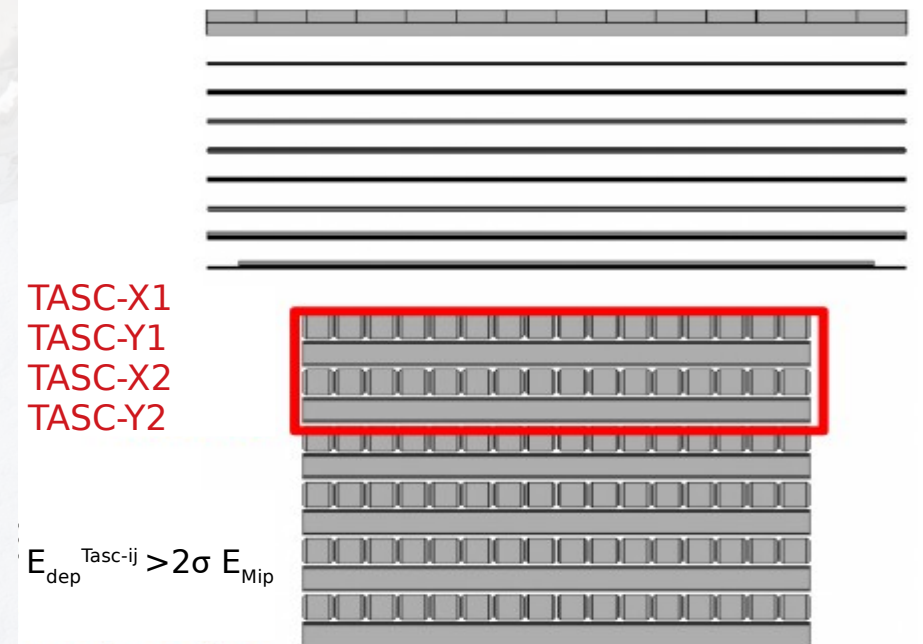 TASC-X1
TASC-Y1
TASC-X2
TASC-Y2
E_dep^Tasc-ij >2σ E_Mip